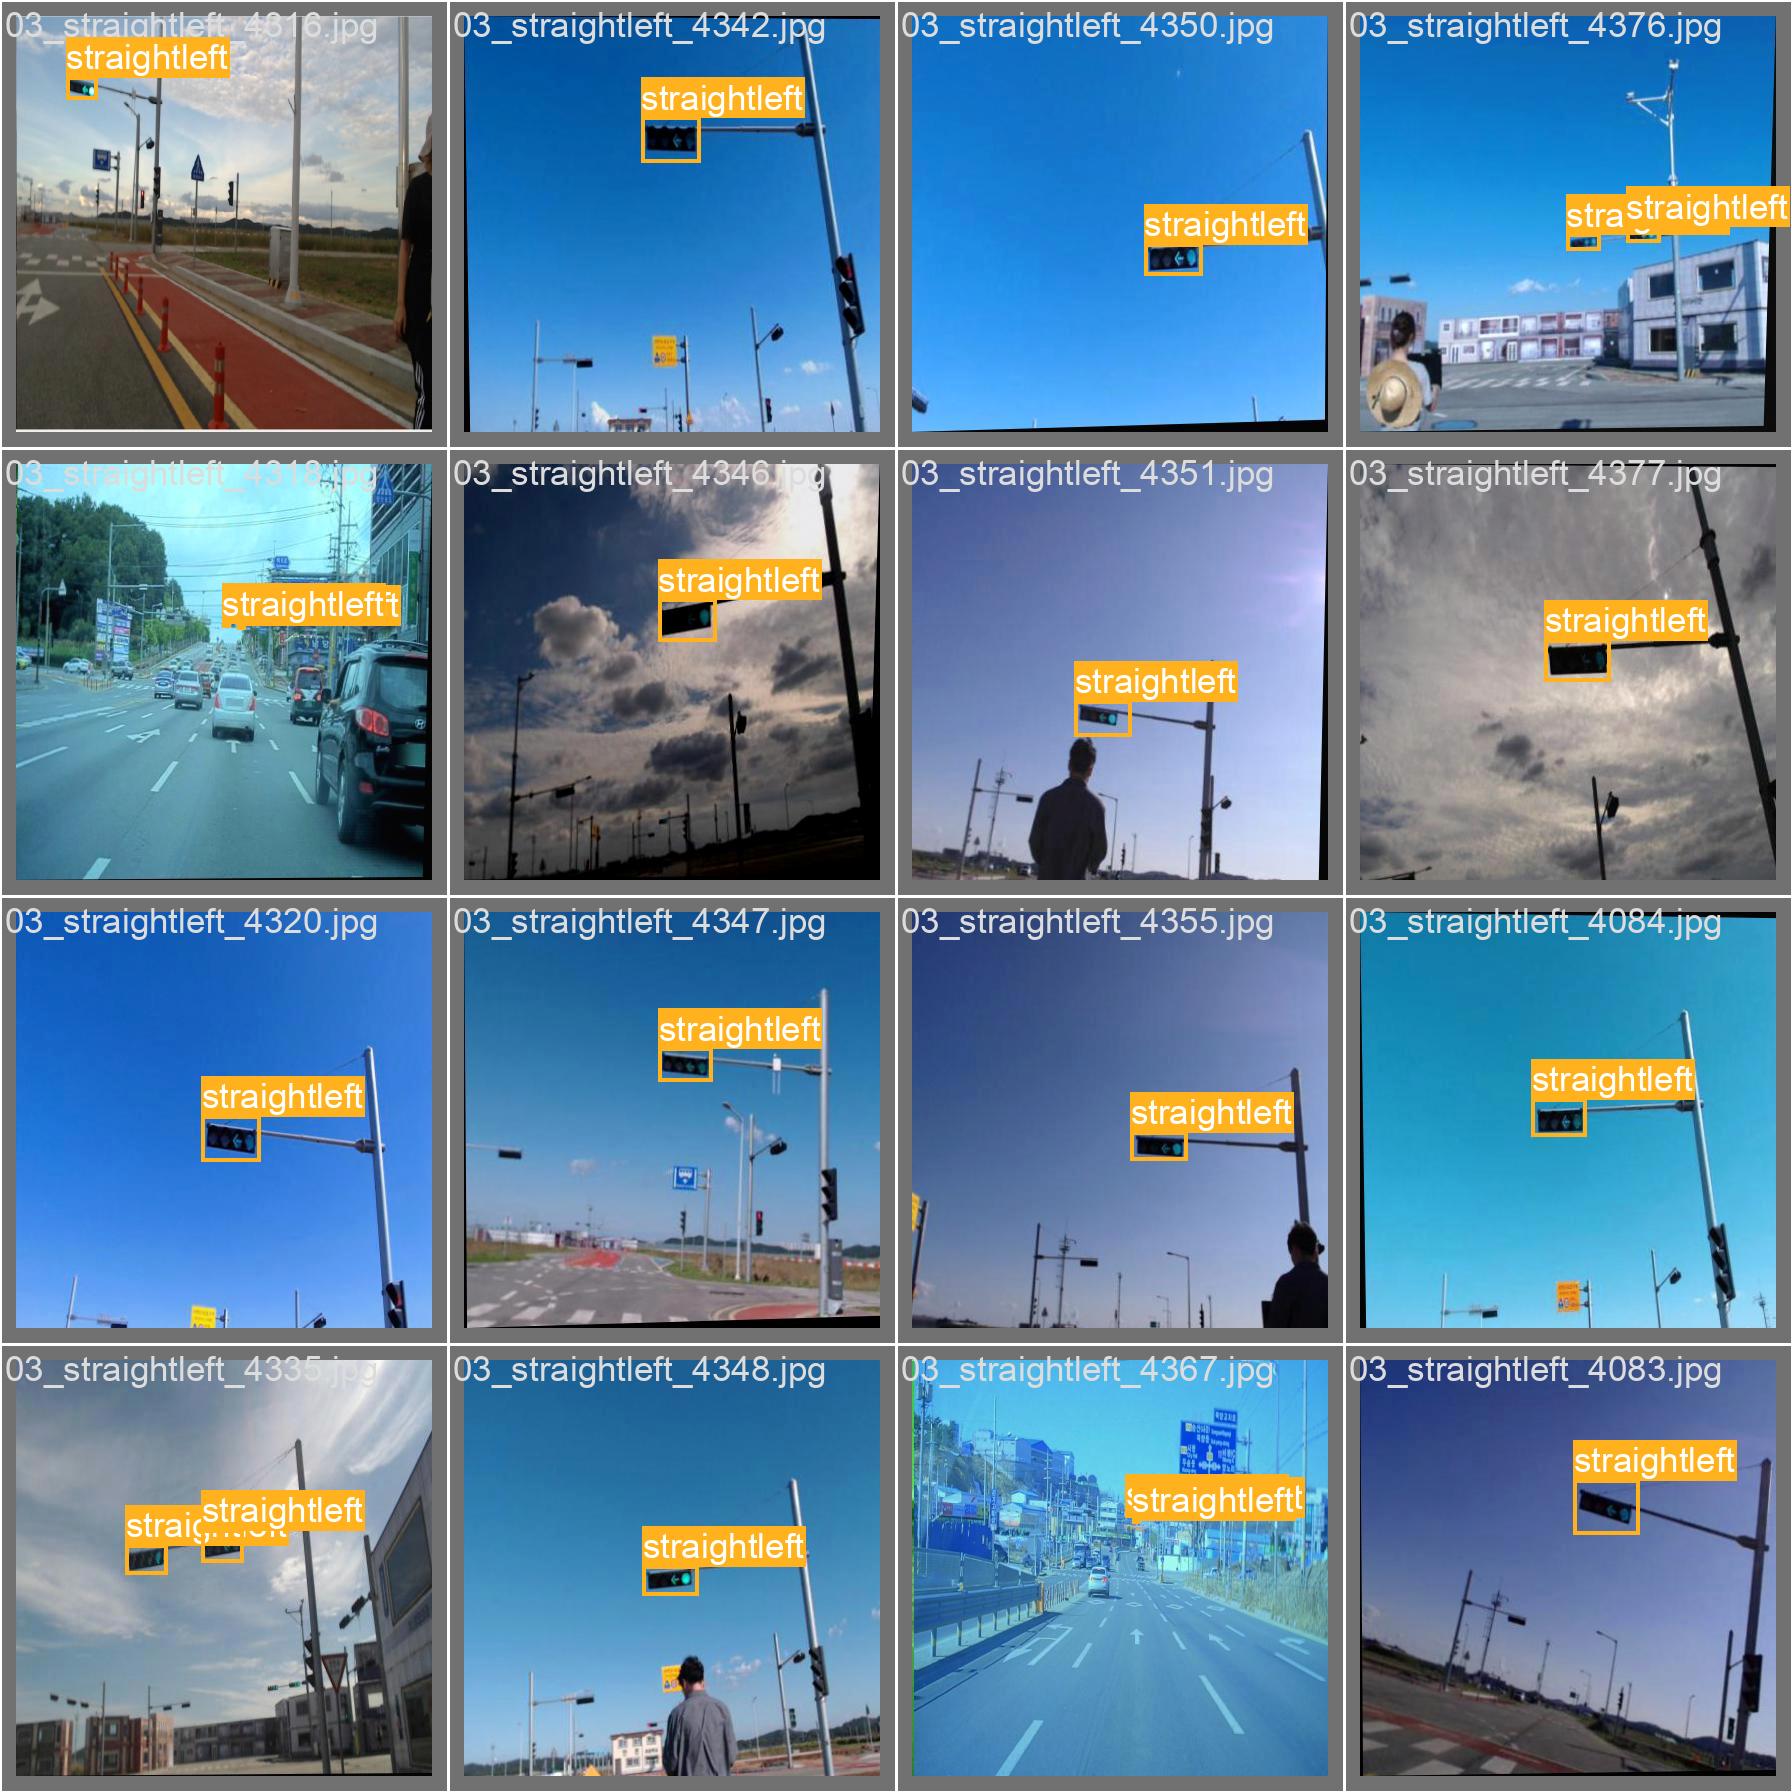 03_straightleft_4316.jpg
straightleft
03_straightleft_4342.jpg
straightleft
03_straightleft_4350.jpg
straightleft
03_straightleft_4376.jpg
stra
straightleft
03_straightleft_4318.jpg
straightleft
03_straightleft_4346.jpg
straightleft
03_straightleft_4351.jpg
straightleft
03_straightleft_4377.jpg
straightleft
03_straightleft_4320.jpg
straightleft
03_straightleft_4347.jpg
straightleft
03_straightleft_4355.jpg
straightleft
03_straightleft_4084.jpg
straightleft
03_straightleft_4335.jpg
straightleft
straightleft
03_straightleft_4348.jpg
straightleft
03_straightleft_4367.jpg
straightleft
03_straightleft_4083.jpg
straightleft